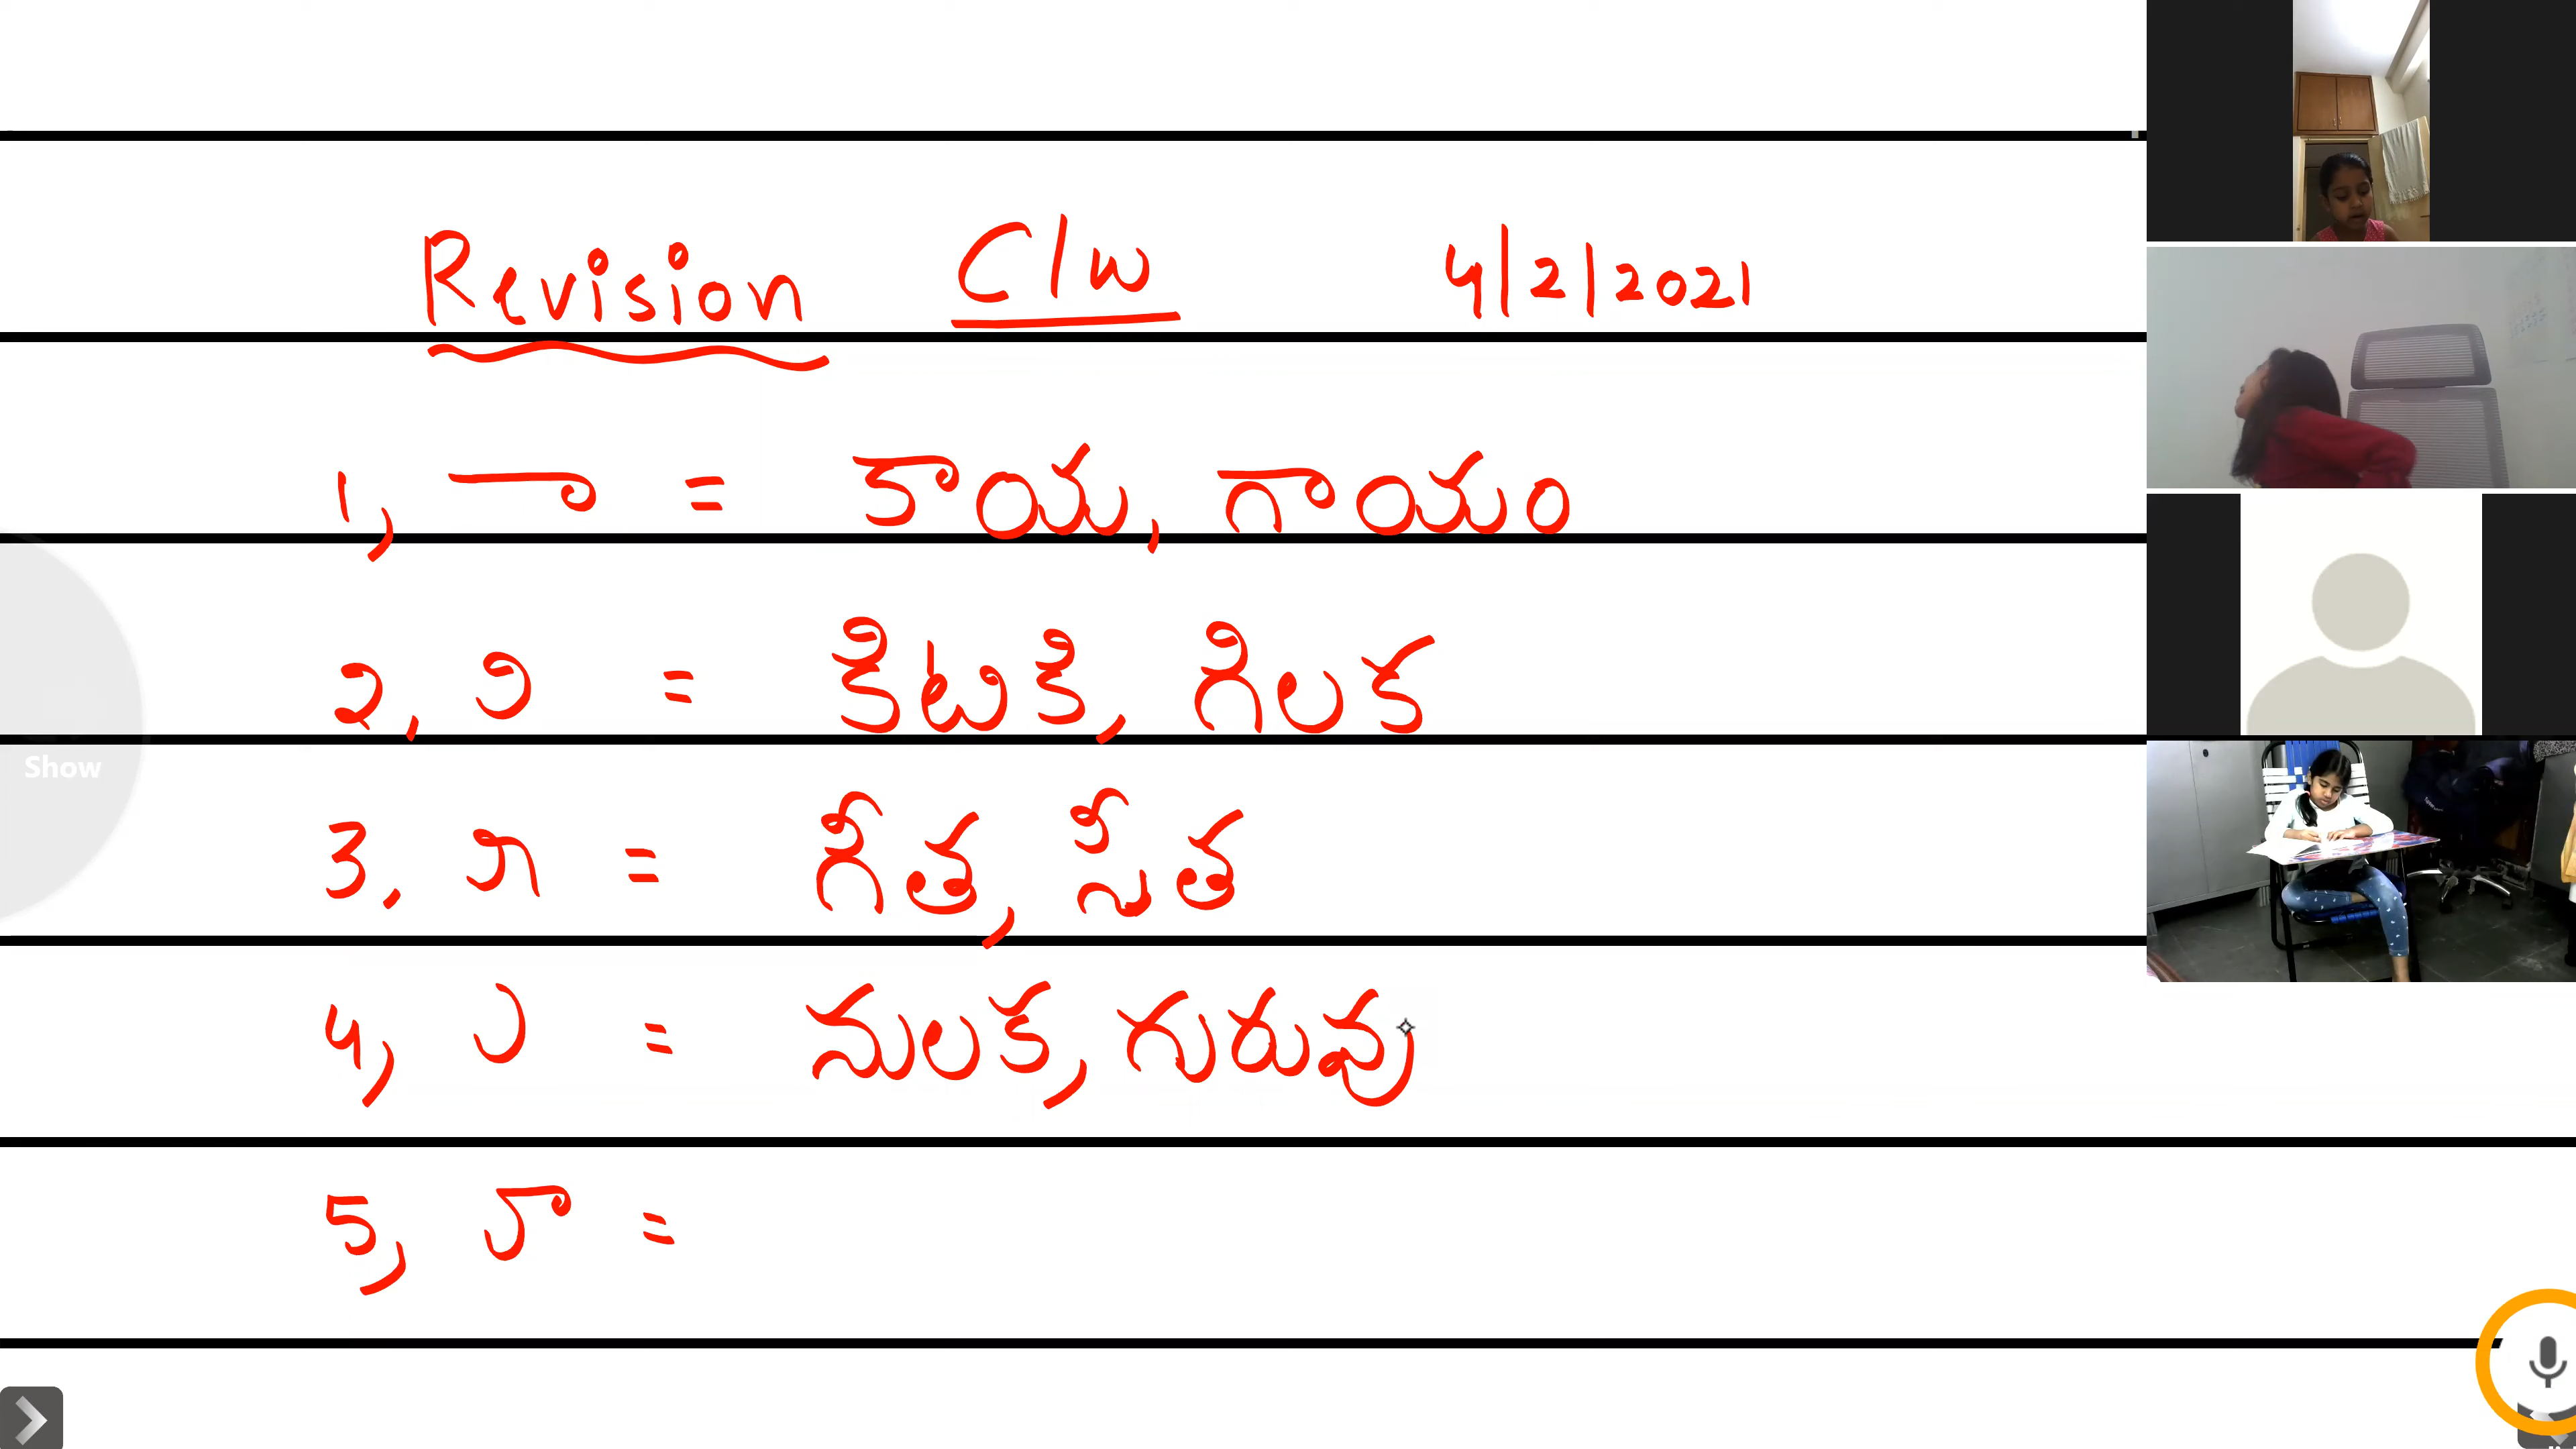 Revision C/w 4/2/2021
1, ా = కాయ, గాయం
2, ి = కిటికి, గిలక
Show
3. ీ = గీత, సీత
4, ు = నులక, గురువు
5, ూ =